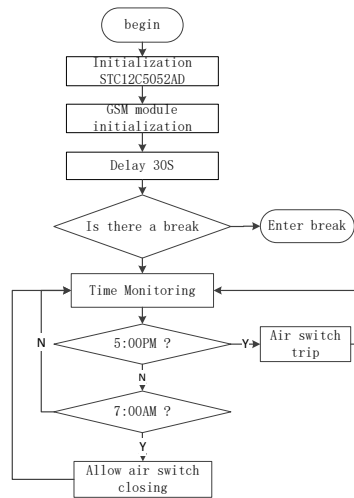 begin
Initialization
STC12C5052AD
GSM module
initialization
Delay 30S
Is there a break
Enter break
Time Monitoring
N
5:00PM ?
Y
Air switch
trip
N
7:00AM ?
Y
Allow air switch
closing